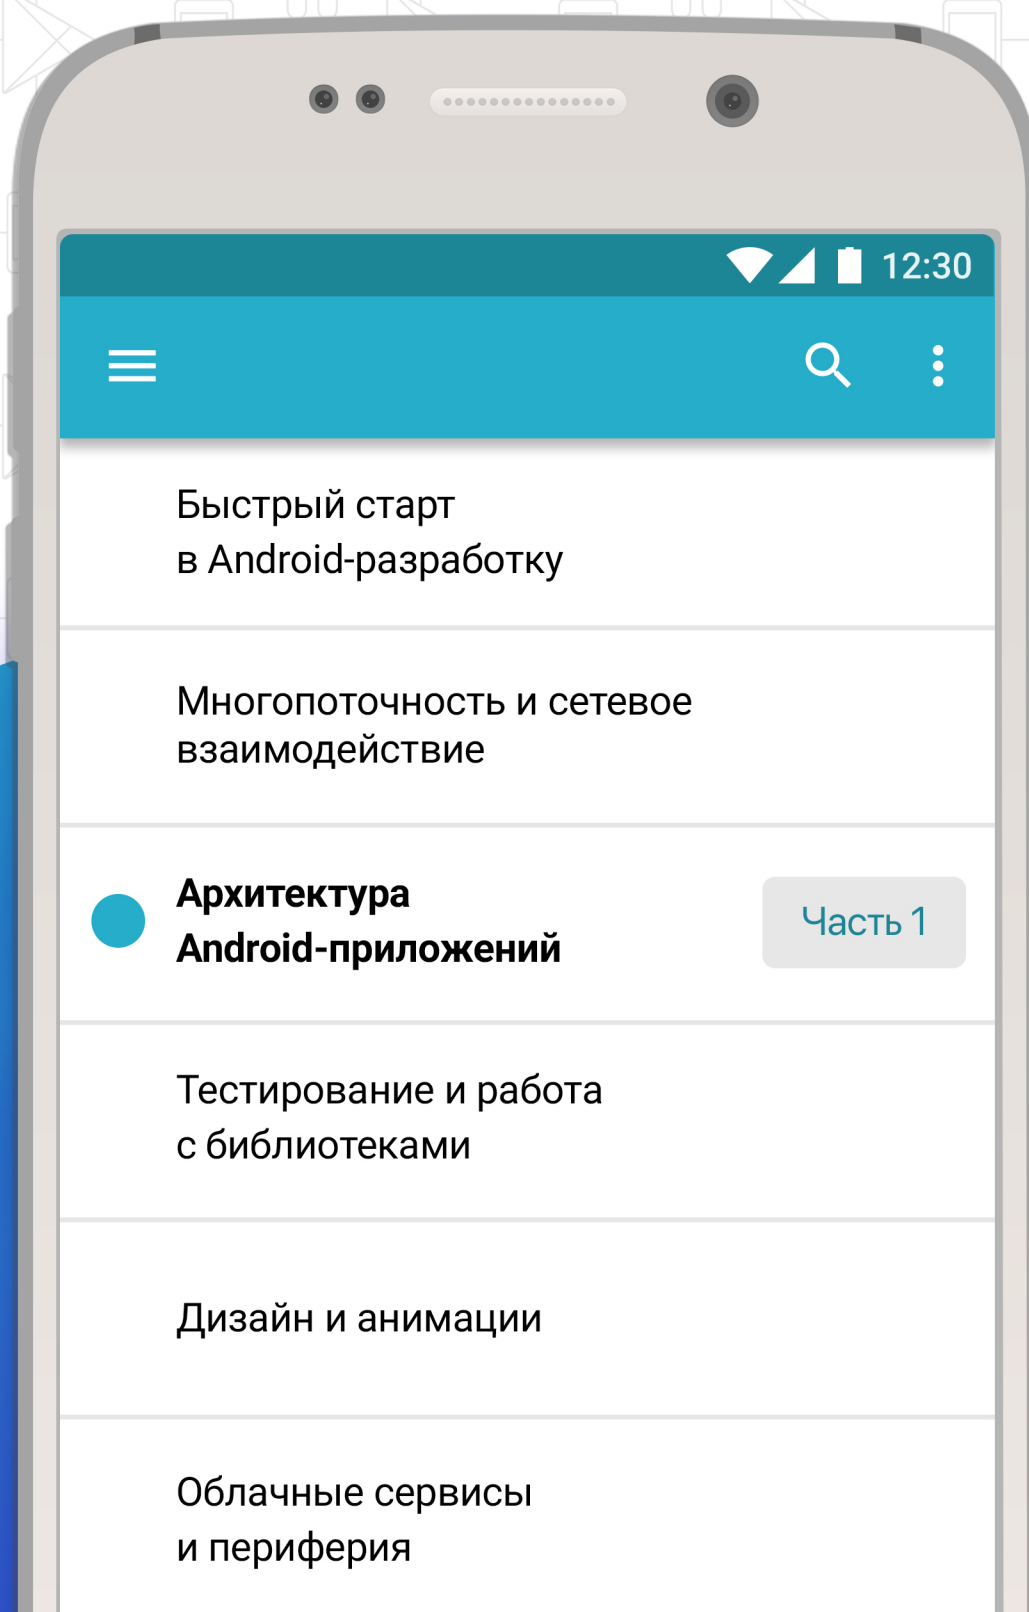 12:30
Быстрый старт
в Android-разработку
Многопоточность и сетевое
взаимодействие
Архитектура
Android-приложений
Часть 1
Тестирование и работа
с библиотеками
Дизайн и анимации
Облачные сервисы
и периферия